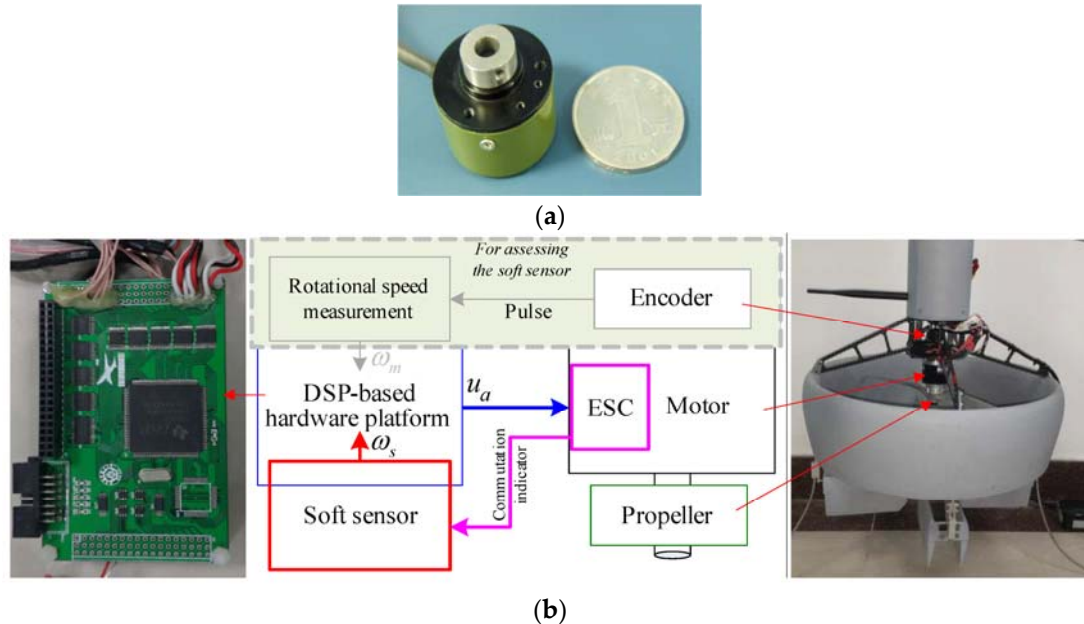 1
(a)
For assessing
the soft sensor
Rotational speed
measurement
Pulse
Encoder
ω_m
DSP-based
hardware platform
u_a
ESC
Motor
ω_s
Commutation
indicator
Soft sensor
Propeller
(b)